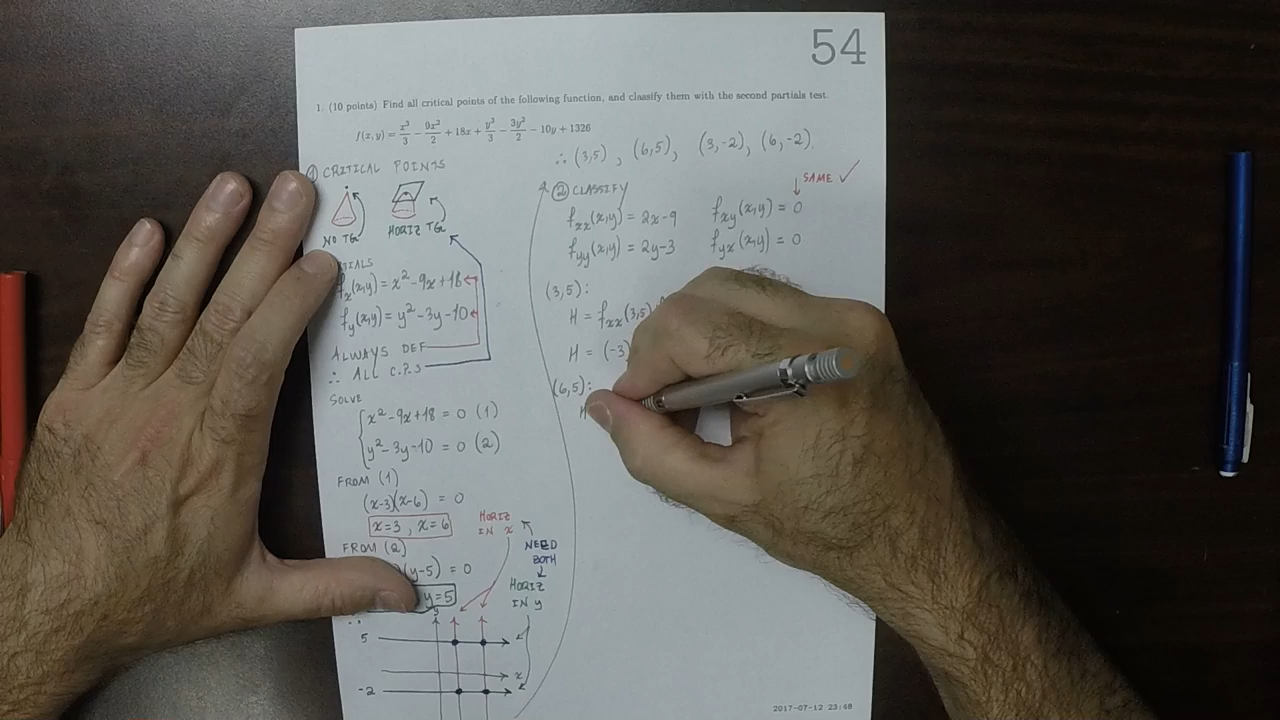 54
1. (10 points) Find all critical points of the following function, and classify them with the second partials test.
f(x, y) = x³/3 − 9x²/2 + 18x + y³/3 − 3y²/2 − 10y + 1326
① CRITICAL POINTS
NO TGL
HORIZ TGL
fx(x,y) = x² - 9x + 18
fy(x,y) = y² - 3y - 10
ALWAYS DEF
∴ ALL C.P.S
SOLVE
x² - 9x + 18 = 0 (1)
y² - 3y - 10 = 0 (2)
FROM (1)
(x-3)(x-6) = 0
x=3 , x=6
FROM (2)
(y-5) = 0
y=5
HORIZ
IN x
NEED
BOTH
HORIZ
IN y
y
5
x
-2
∴ (3,5) , (6,5), (3,-2), (6,-2)
② CLASSIFY
SAME ✓
fxx(x,y) = 2x-9 fxy(x,y) = 0
fyy(x,y) = 2y-3 fyx(x,y) = 0
(3,5):
H = fxx(3,5)
H = (-3)
(6,5):
H
2017-07-12 23:48